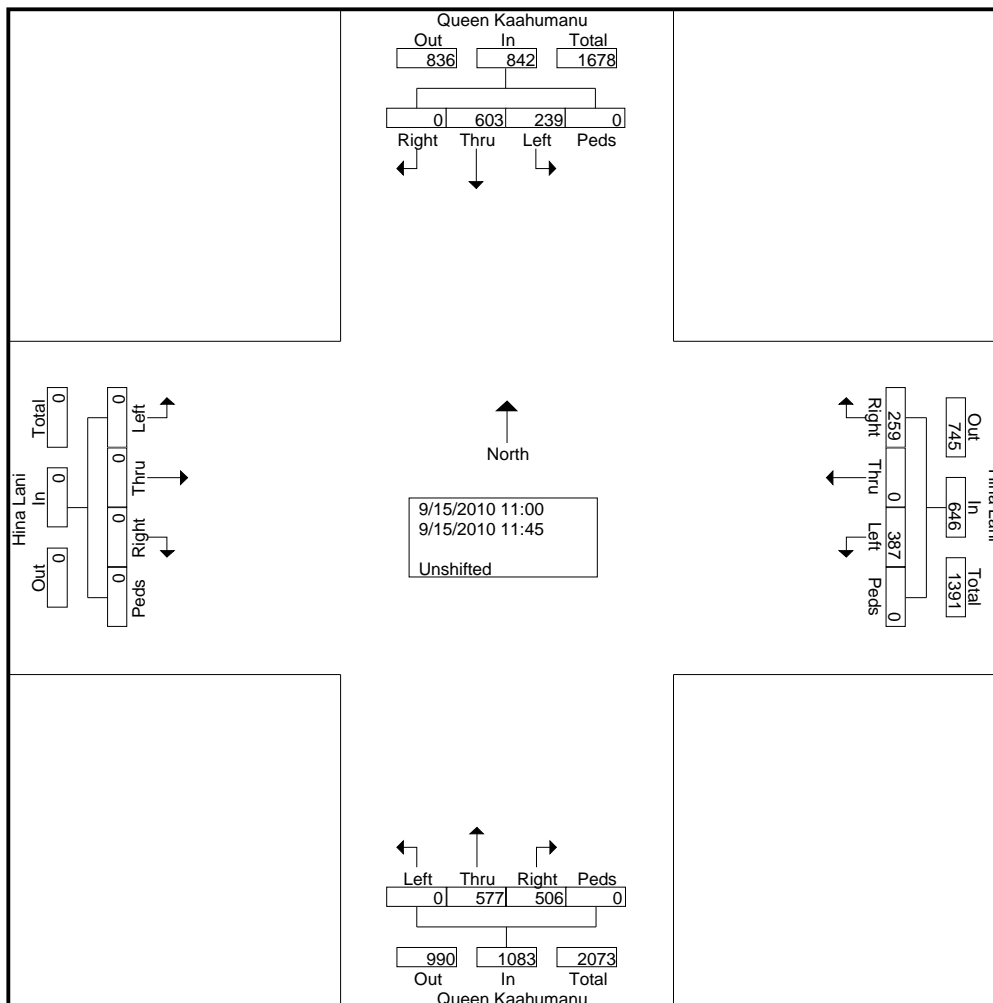 Queen Kaahumanu
Out In Total
836 842 1678
0 603 239 0
Right Thru Left Peds
Hina Lani
Total In Out
0 0 0
0 0 0 0
Left Thru Right Peds
North
9/15/2010 11:00
9/15/2010 11:45
Unshifted
Right Thru Left Peds
259 0 387 0
Out In Total
745 646 1391
Hina Lani
Left Thru Right Peds
0 577 506 0
990 1083 2073
Out In Total
Queen Kaahumanu